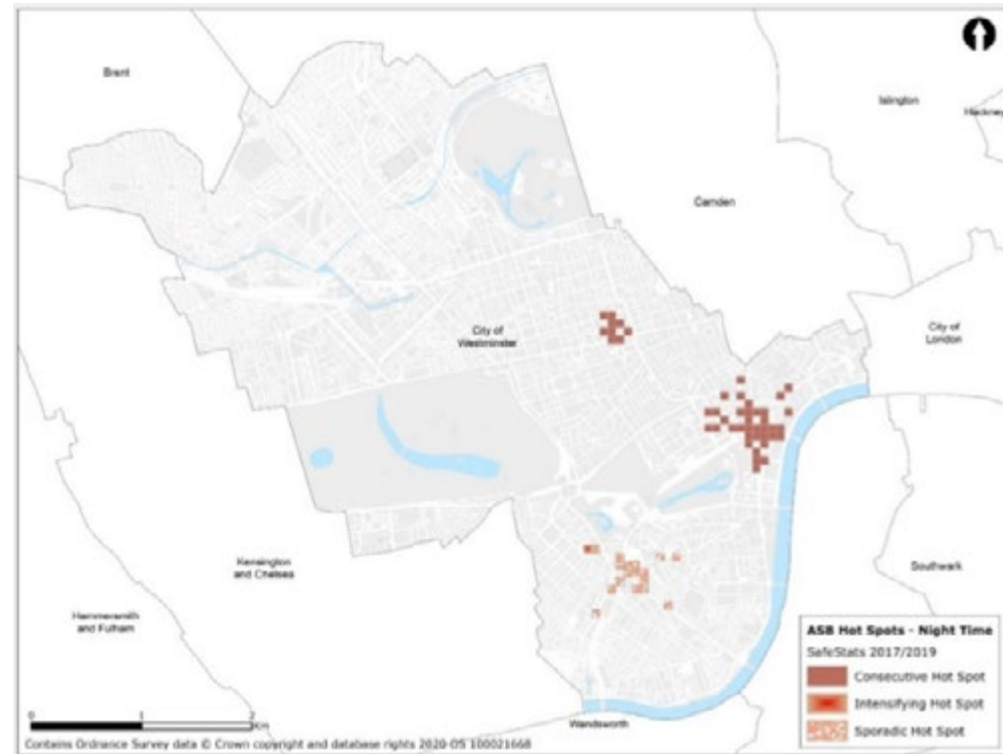 Brent
Islington
Hackney
Camden
City of
Westminster
City of
London
Kensington
and Chelsea
Hammersmith
and Fulham
Southwark
Wandsworth
ASB Hot Spots - Night Time
SafeStats 2017/2019
Consecutive Hot Spot
Intensifying Hot Spot
Sporadic Hot Spot
0 1 2
Km
Contains Ordnance Survey data © Crown copyright and database rights 2020 OS 100021668